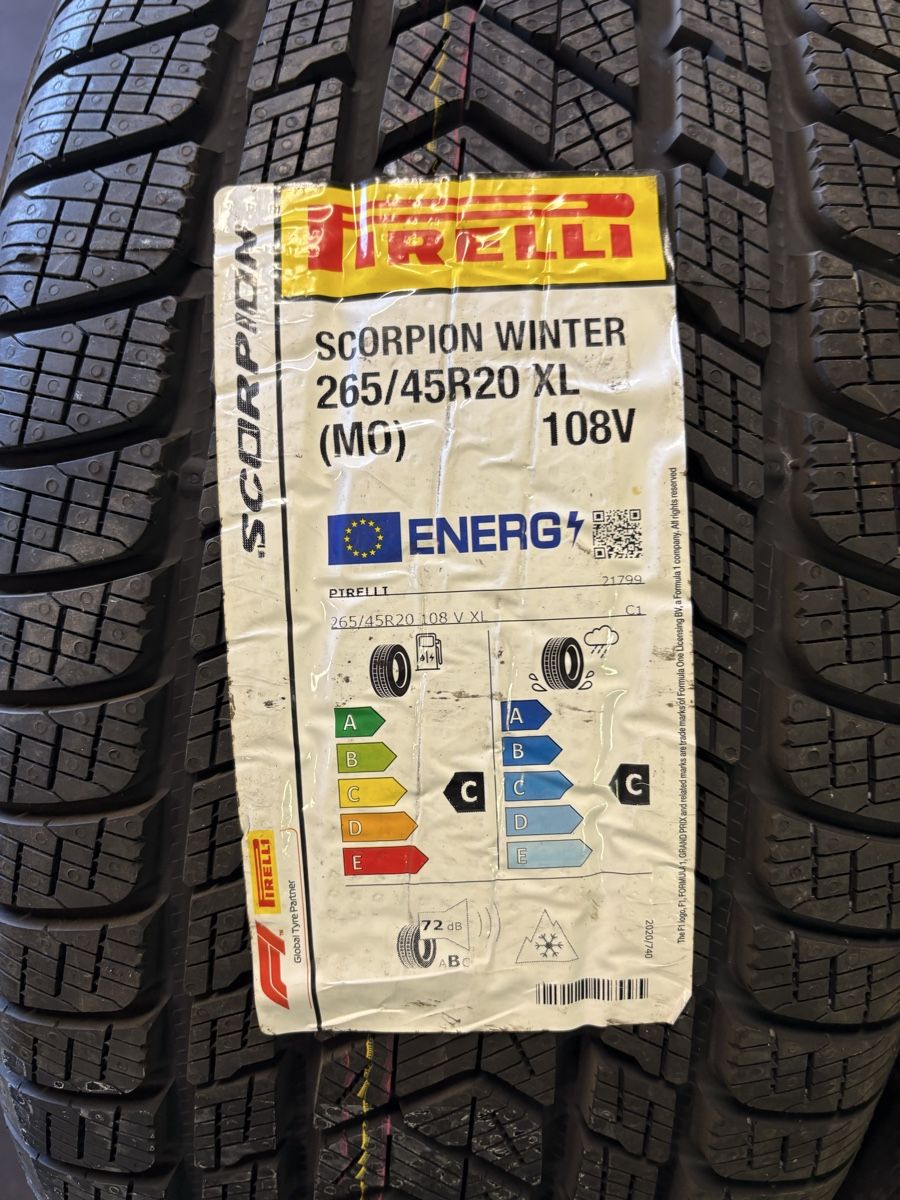 PIRELLI
SCORPION
SCORPION WINTER
265/45R20 XL
(MO) 108V
ENERG
PIRELLI 21799
265/45R20 108 V XL C1
A
B
C
D
E
C
A
B
C
D
E
C
72 dB
ABC
2020/740
PIRELLI
F1™
Global Tyre Partner
The F1 logo, F1, FORMULA 1, GRAND PRIX and related marks are trade marks of Formula One Licensing BV, a Formula 1 company. All rights reserved